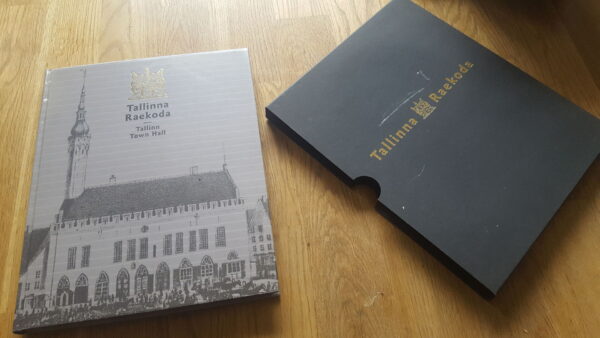 Tallinna
Raekoda
Tallinn
Town Hall
Tallinna Raekoda